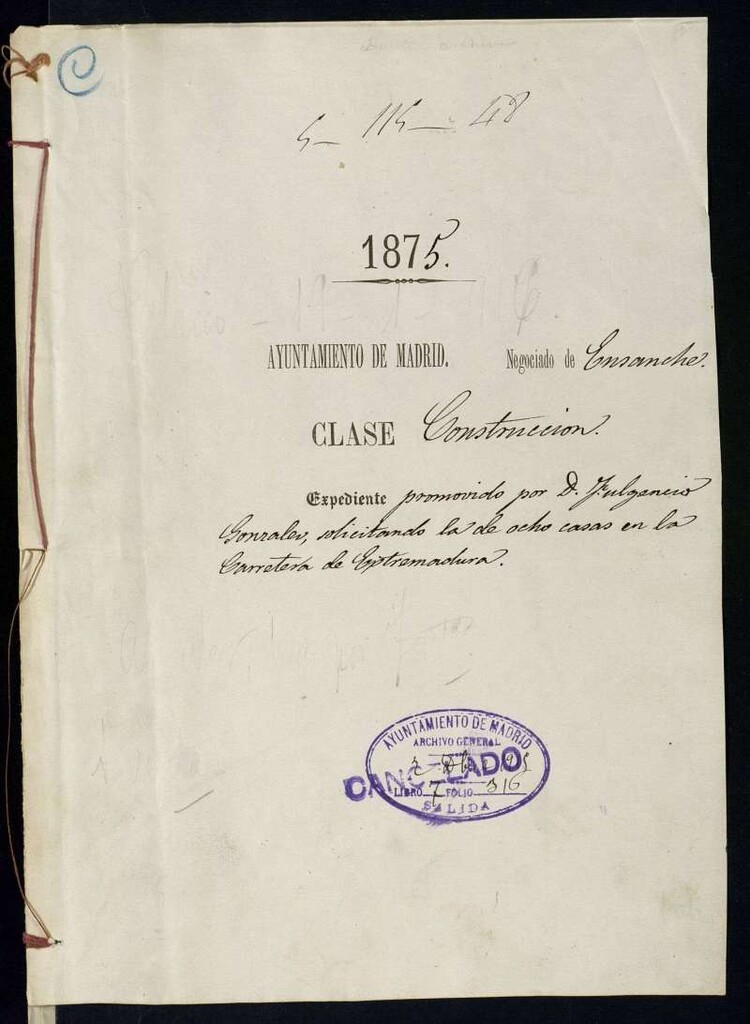 5- 115- 48
1875.
AYUNTAMIENTO DE MADRID. Negociado de Ensanche.
CLASE Construccion.
Expediente promovido por D. Fulgencio
Gonzalez, solicitando la de ocho casas en la
Carretera de Extremadura.
AYUNTAMIENTO DE MADRID
ARCHIVO GENERAL
CANCELADO
LIBRO 7 FOLIO 316
SALIDA